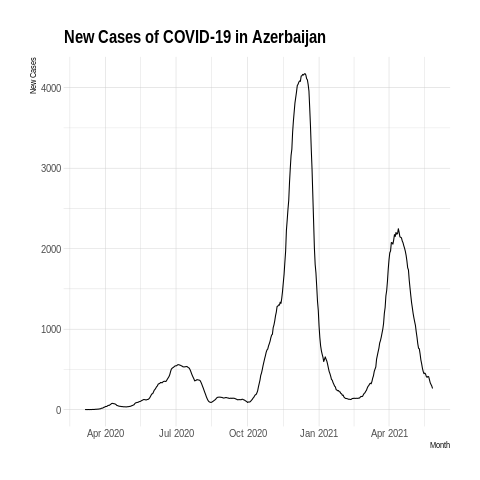 New Cases of COVID-19 in Azerbaijan
New Cases
4000
3000
2000
1000
0
Apr 2020 Jul 2020 Oct 2020 Jan 2021 Apr 2021
Month